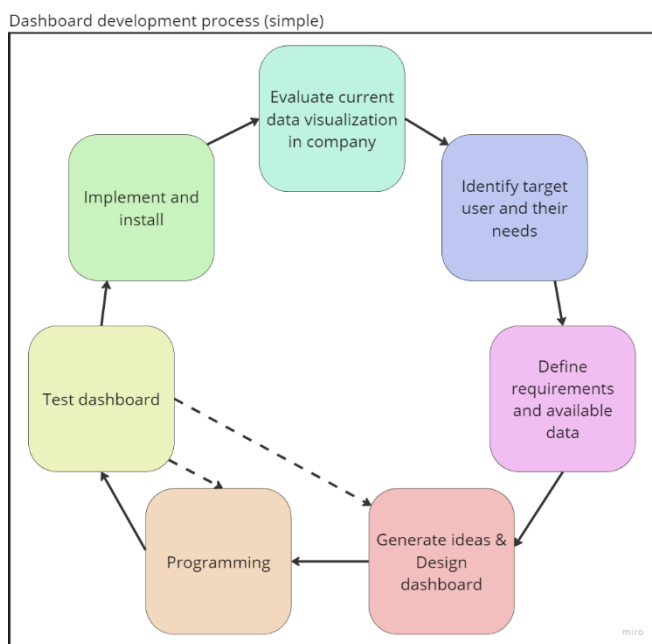 Dashboard development process (simple)
Evaluate current
data visualization
in company
Identify target
user and their
needs
Define
requirements
and available
data
Generate ideas &
Design
dashboard
Programming
Test dashboard
Implement and
install
miro